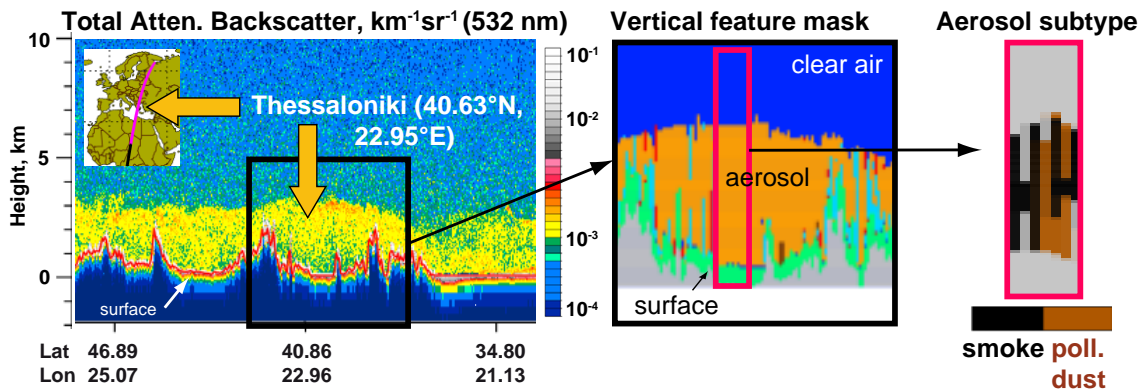 Total Atten. Backscatter, km⁻¹sr⁻¹ (532 nm)
Vertical feature mask
Aerosol subtype
10
5
0
Height, km
Thessaloniki (40.63°N,
22.95°E)
surface
10⁻¹
10⁻²
10⁻³
10⁻⁴
Lat 46.89 40.86 34.80
Lon 25.07 22.96 21.13
clear air
aerosol
surface
smoke poll.
dust